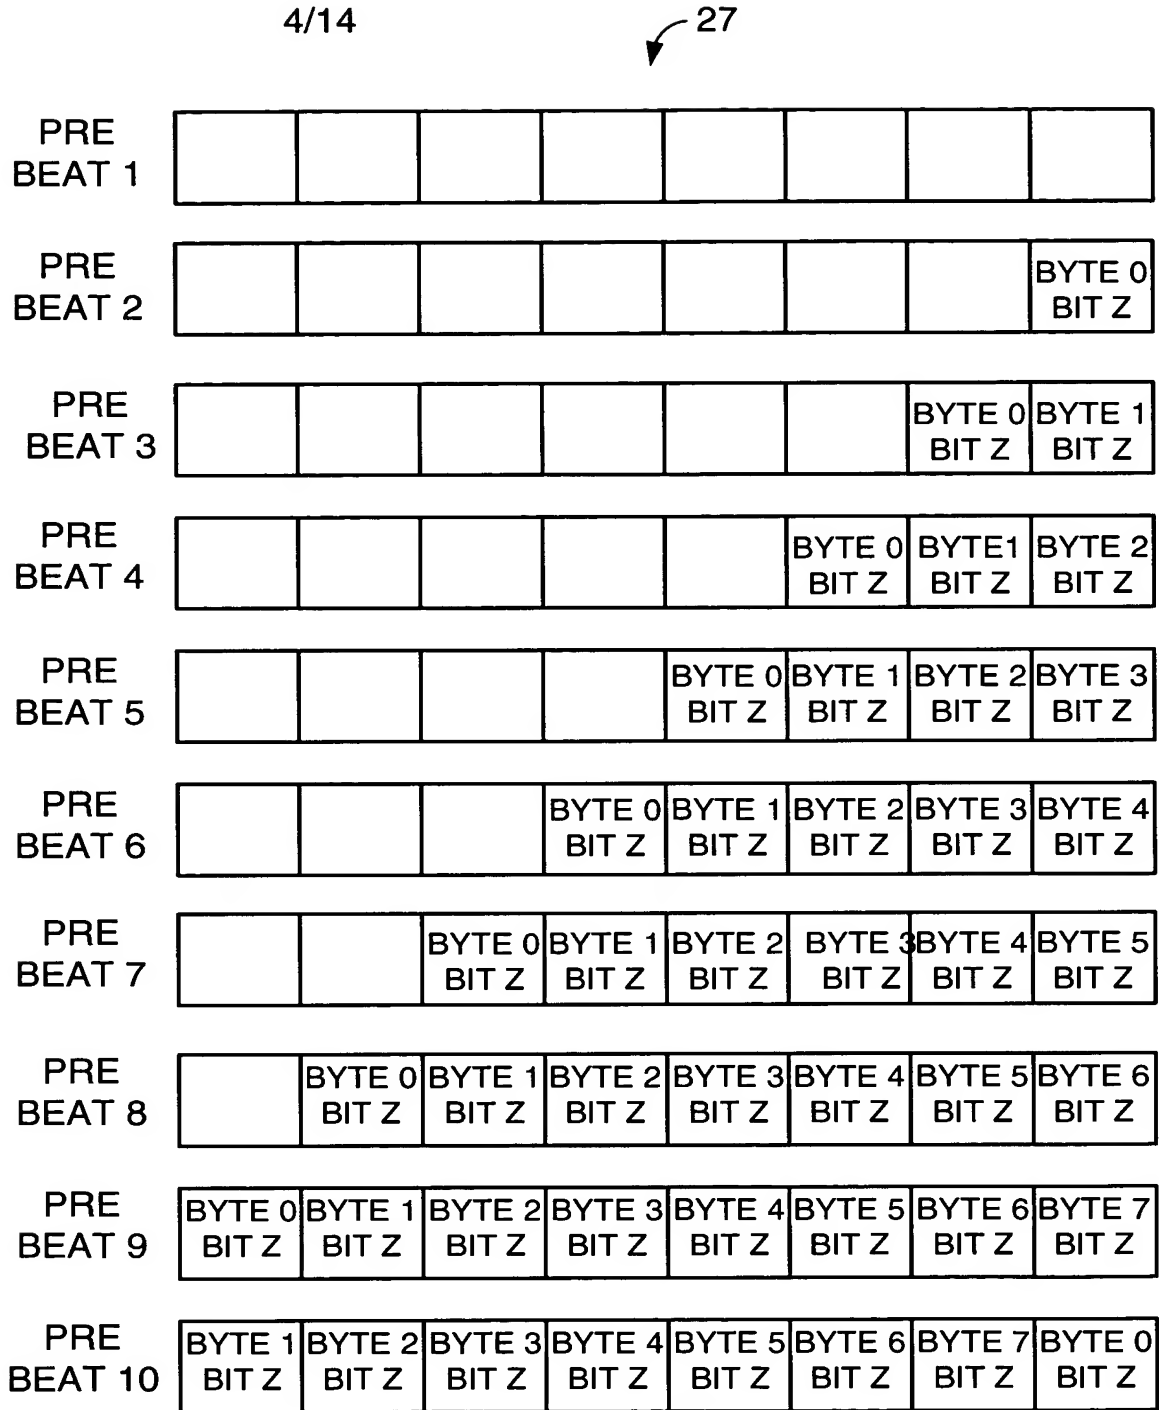 4/14
27
PRE
BEAT 1
PRE
BEAT 2
BYTE 0
BIT Z
PRE
BEAT 3
BYTE 0 BYTE 1
BIT Z BIT Z
PRE
BEAT 4
BYTE 0 BYTE1 BYTE 2
BIT Z BIT Z BIT Z
PRE
BEAT 5
BYTE 0 BYTE 1 BYTE 2 BYTE 3
BIT Z BIT Z BIT Z BIT Z
PRE
BEAT 6
BYTE 0 BYTE 1 BYTE 2 BYTE 3 BYTE 4
BIT Z BIT Z BIT Z BIT Z BIT Z
PRE
BEAT 7
BYTE 0 BYTE 1 BYTE 2 BYTE 3 BYTE 4 BYTE 5
BIT Z BIT Z BIT Z BIT Z BIT Z BIT Z
PRE
BEAT 8
BYTE 0 BYTE 1 BYTE 2 BYTE 3 BYTE 4 BYTE 5 BYTE 6
BIT Z BIT Z BIT Z BIT Z BIT Z BIT Z BIT Z
PRE
BEAT 9
BYTE 0 BYTE 1 BYTE 2 BYTE 3 BYTE 4 BYTE 5 BYTE 6 BYTE 7
BIT Z BIT Z BIT Z BIT Z BIT Z BIT Z BIT Z BIT Z
PRE
BEAT 10
BYTE 1 BYTE 2 BYTE 3 BYTE 4 BYTE 5 BYTE 6 BYTE 7 BYTE 0
BIT Z BIT Z BIT Z BIT Z BIT Z BIT Z BIT Z BIT Z